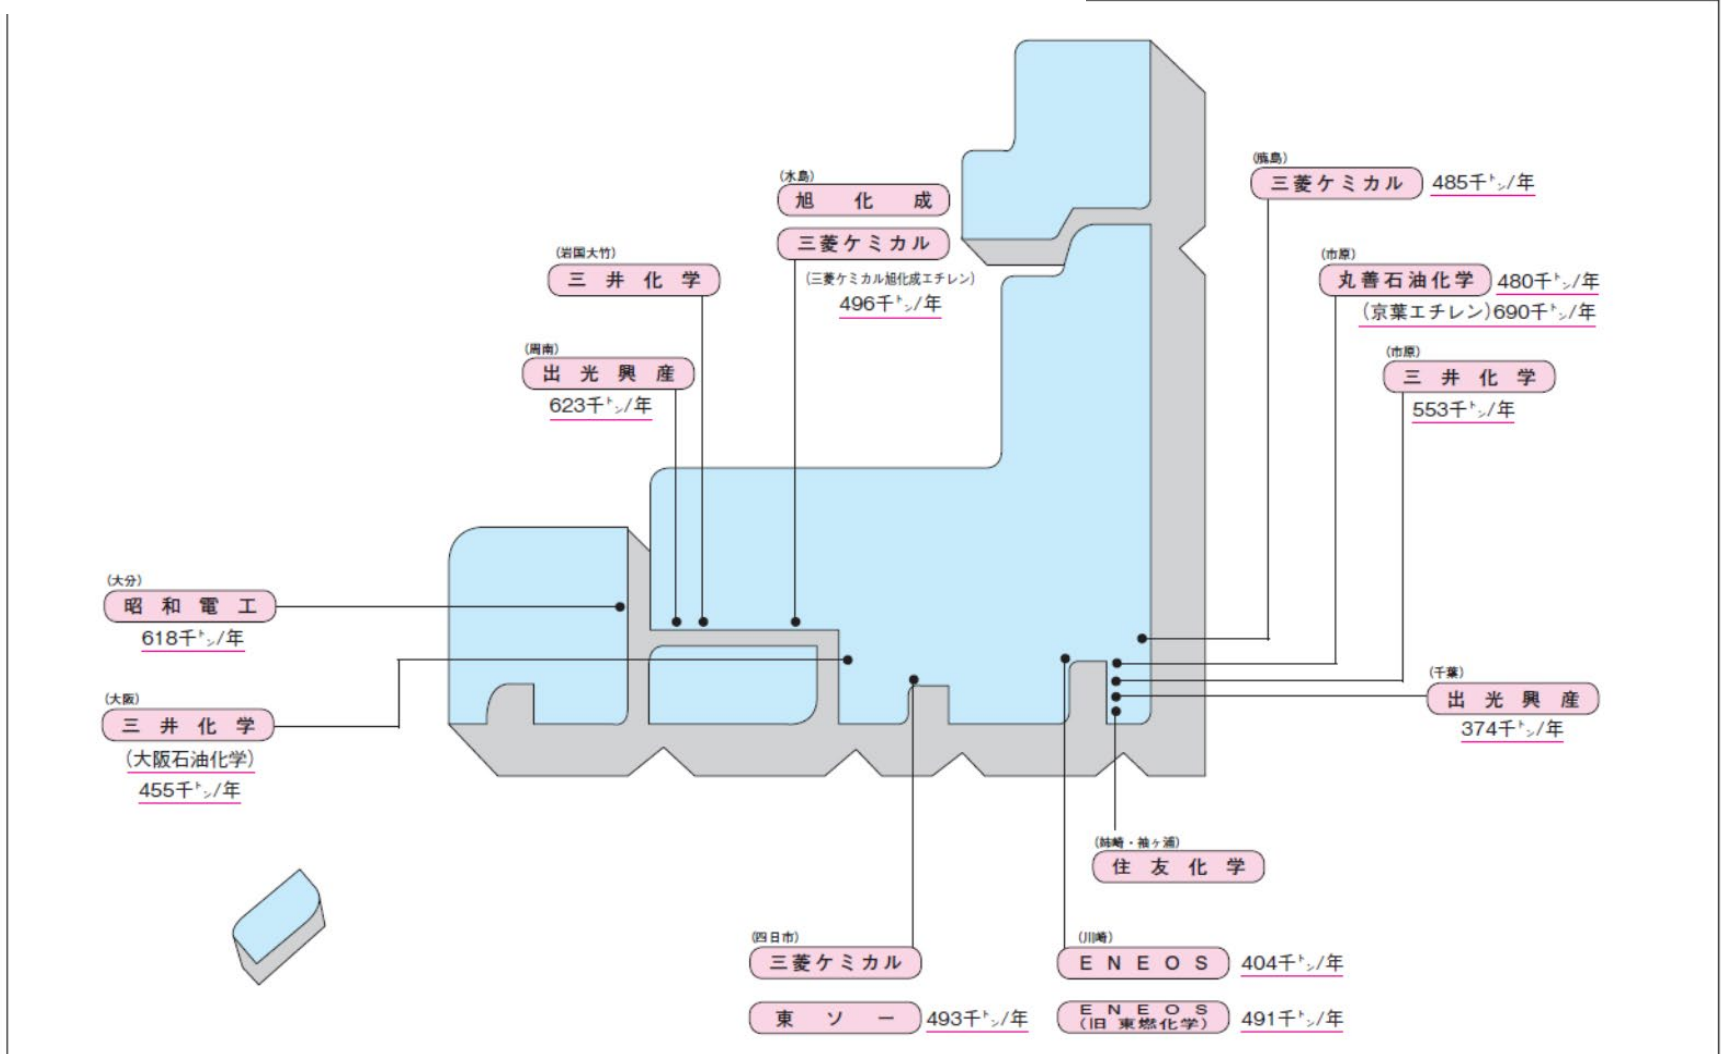 (鹿島)
三菱ケミカル 485千トン/年
(水島)
旭化成
三菱ケミカル
(三菱ケミカル旭化成エチレン)
496千トン/年
(岩国大竹)
三井化学
(市原)
丸善石油化学 480千トン/年
(京葉エチレン)690千トン/年
(周南)
出光興産
623千トン/年
(市原)
三井化学
553千トン/年
(大分)
昭和電工
618千トン/年
(千葉)
出光興産
374千トン/年
(大阪)
三井化学
(大阪石油化学)
455千トン/年
(姉崎・袖ヶ浦)
住友化学
(四日市)
三菱ケミカル
東ソー 493千トン/年
(川崎)
ENEOS 404千トン/年
ENEOS
(旧東燃化学) 491千トン/年